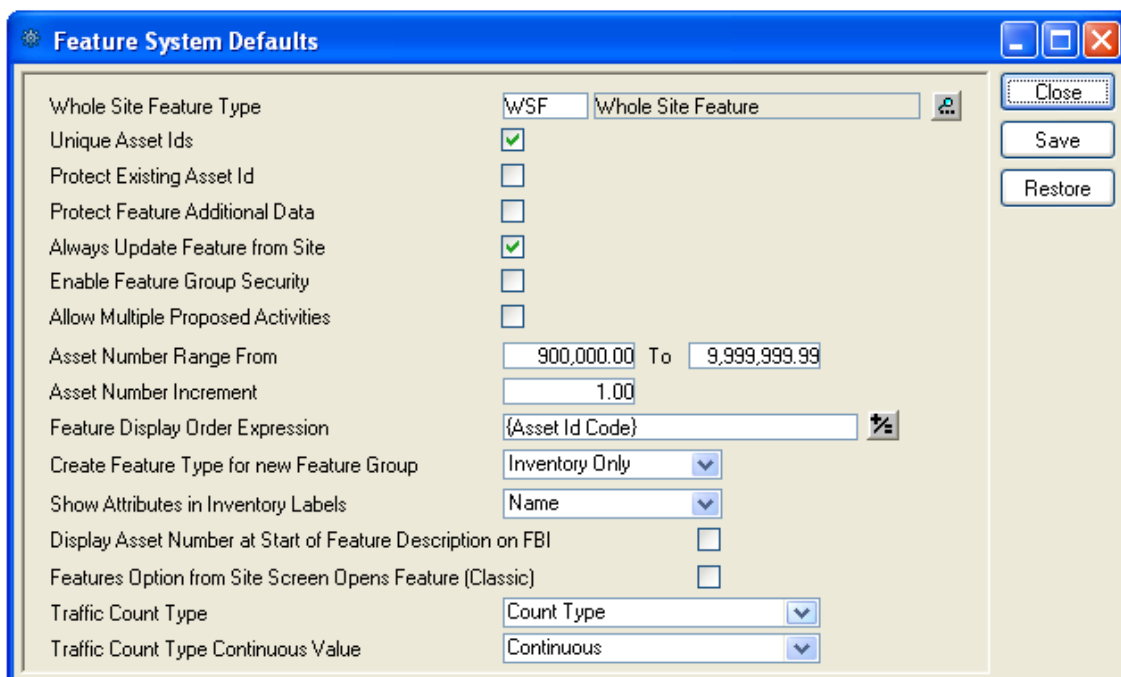 Feature System Defaults
Whole Site Feature Type WSF Whole Site Feature Close
Unique Asset Ids Save
Protect Existing Asset Id Restore
Protect Feature Additional Data
Always Update Feature from Site
Enable Feature Group Security
Allow Multiple Proposed Activities
Asset Number Range From 900,000.00 To 9,999,999.99
Asset Number Increment 1.00
Feature Display Order Expression {Asset Id Code}
Create Feature Type for new Feature Group Inventory Only
Show Attributes in Inventory Labels Name
Display Asset Number at Start of Feature Description on FBI
Features Option from Site Screen Opens Feature (Classic)
Traffic Count Type Count Type
Traffic Count Type Continuous Value Continuous